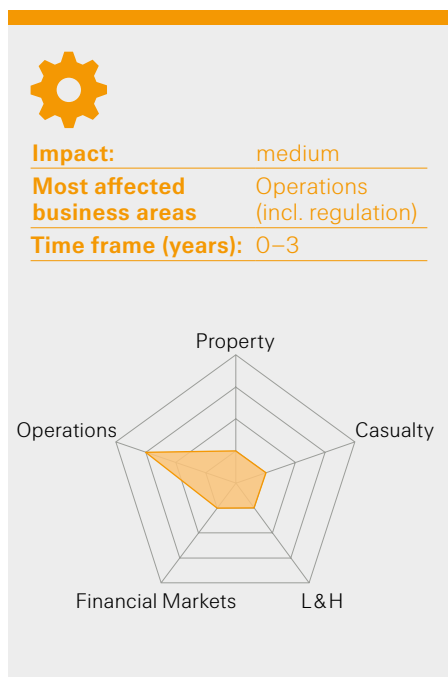 Impact: medium
Most affected Operations
business areas (incl. regulation)
Time frame (years): 0–3
Property
Operations Casualty
Financial Markets L&H